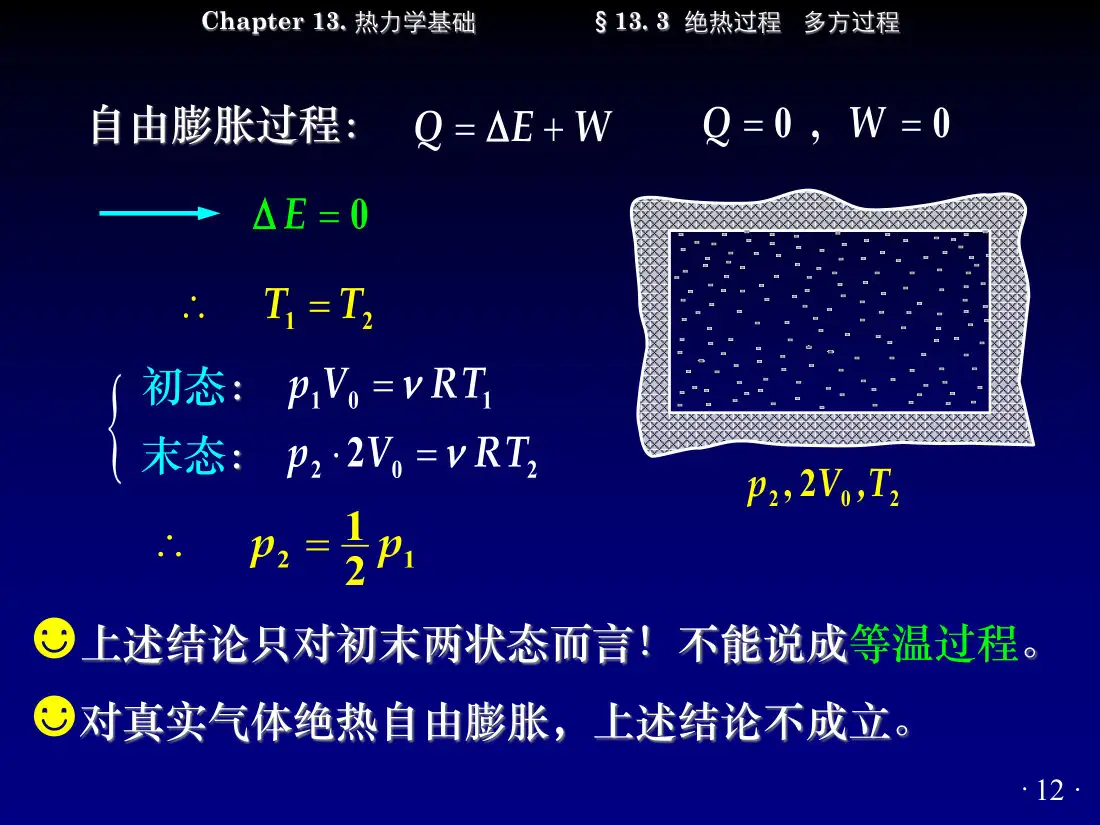 Chapter 13. 热力学基础 §13. 3 绝热过程 多方过程
自由膨胀过程： Q = ΔE + W Q = 0 , W = 0
Δ E = 0
∴ T₁ = T₂
初态： p₁V₀ = ν RT₁
末态： p₂ · 2V₀ = ν RT₂
p₂, 2V₀ ,T₂
∴ p₂ = 1/2 p₁
上述结论只对初末两状态而言！不能说成等温过程。
对真实气体绝热自由膨胀，上述结论不成立。
· 12 ·